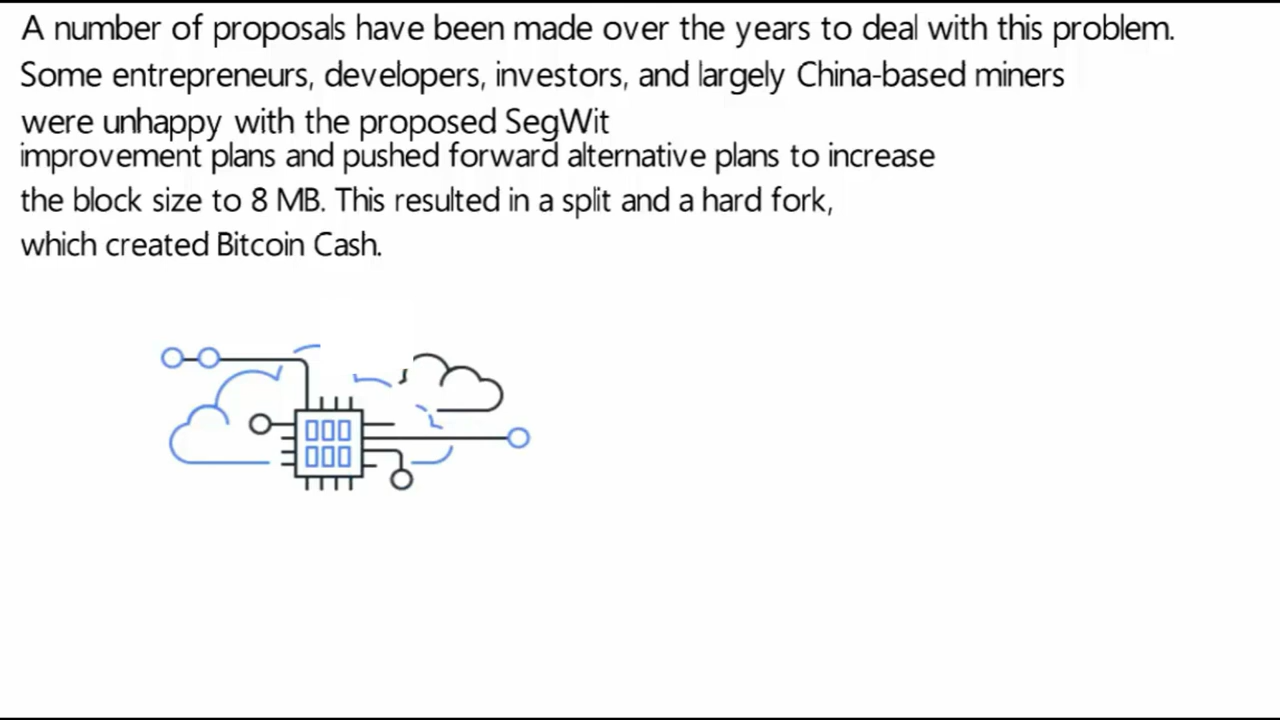 A number of proposals have been made over the years to deal with this problem.
Some entrepreneurs, developers, investors, and largely China-based miners
were unhappy with the proposed SegWit
improvement plans and pushed forward alternative plans to increase
the block size to 8 MB. This resulted in a split and a hard fork,
which created Bitcoin Cash.